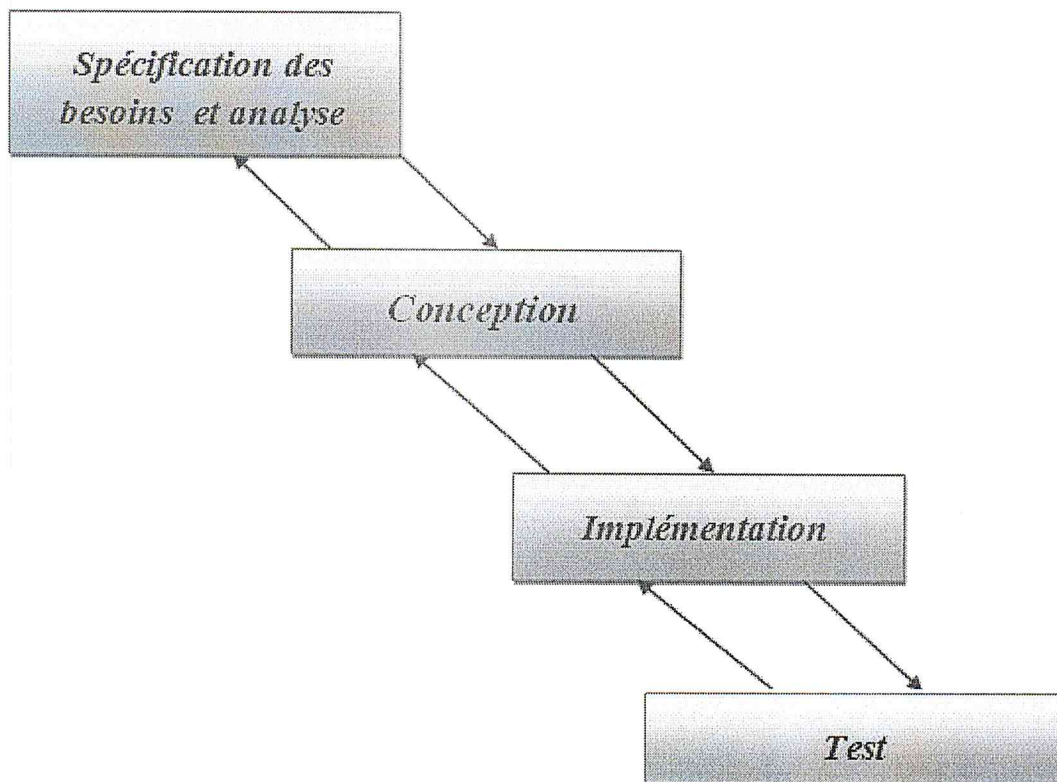 Spécification des
besoins et analyse
Conception
Implémentation
Test